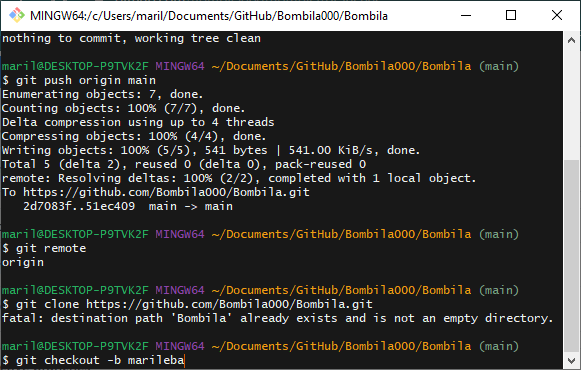 MINGW64:/c/Users/maril/Documents/GitHub/Bombila000/Bombila
nothing to commit, working tree clean
maril@DESKTOP-P9TVK2F MINGW64 ~/Documents/GitHub/Bombila000/Bombila (main)
$ git push origin main
Enumerating objects: 7, done.
Counting objects: 100% (7/7), done.
Delta compression using up to 4 threads
Compressing objects: 100% (4/4), done.
Writing objects: 100% (5/5), 541 bytes | 541.00 KiB/s, done.
Total 5 (delta 2), reused 0 (delta 0), pack-reused 0
remote: Resolving deltas: 100% (2/2), completed with 1 local object.
To https://github.com/Bombila000/Bombila.git
   2d7083f..51ec409  main -> main
maril@DESKTOP-P9TVK2F MINGW64 ~/Documents/GitHub/Bombila000/Bombila (main)
$ git remote
origin
maril@DESKTOP-P9TVK2F MINGW64 ~/Documents/GitHub/Bombila000/Bombila (main)
$ git clone https://github.com/Bombila000/Bombila.git
fatal: destination path 'Bombila' already exists and is not an empty directory.
maril@DESKTOP-P9TVK2F MINGW64 ~/Documents/GitHub/Bombila000/Bombila (main)
$ git checkout -b marileba